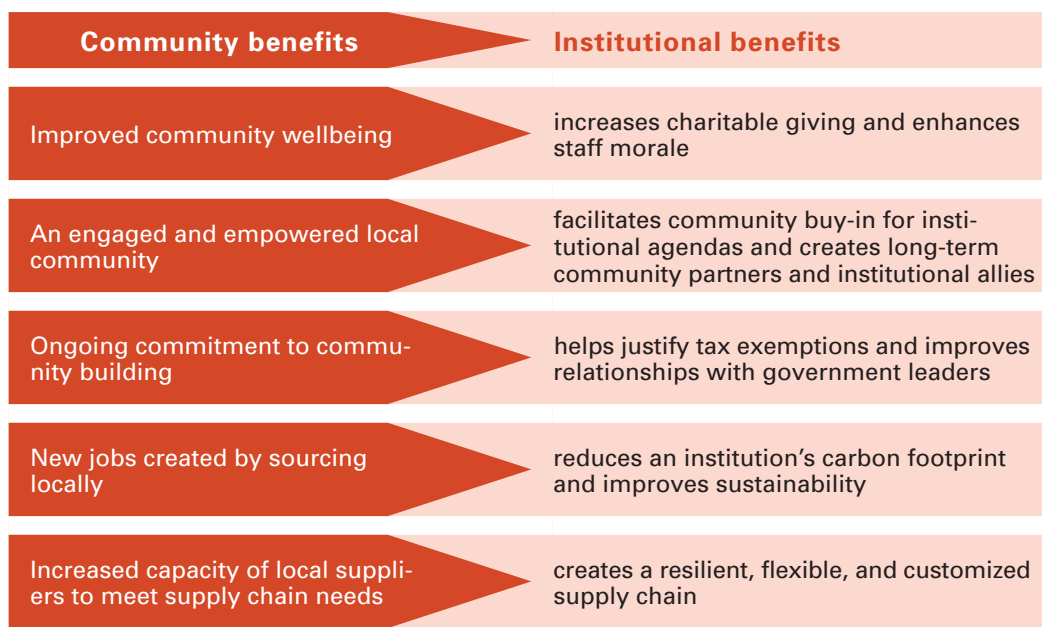 Community benefits
Institutional benefits
Improved community wellbeing
increases charitable giving and enhances
staff morale
An engaged and empowered local
community
facilitates community buy-in for insti-
tutional agendas and creates long-term
community partners and institutional allies
Ongoing commitment to commu-
nity building
helps justify tax exemptions and improves
relationships with government leaders
New jobs created by sourcing
locally
reduces an institution’s carbon footprint
and improves sustainability
Increased capacity of local suppli-
ers to meet supply chain needs
creates a resilient, flexible, and customized
supply chain